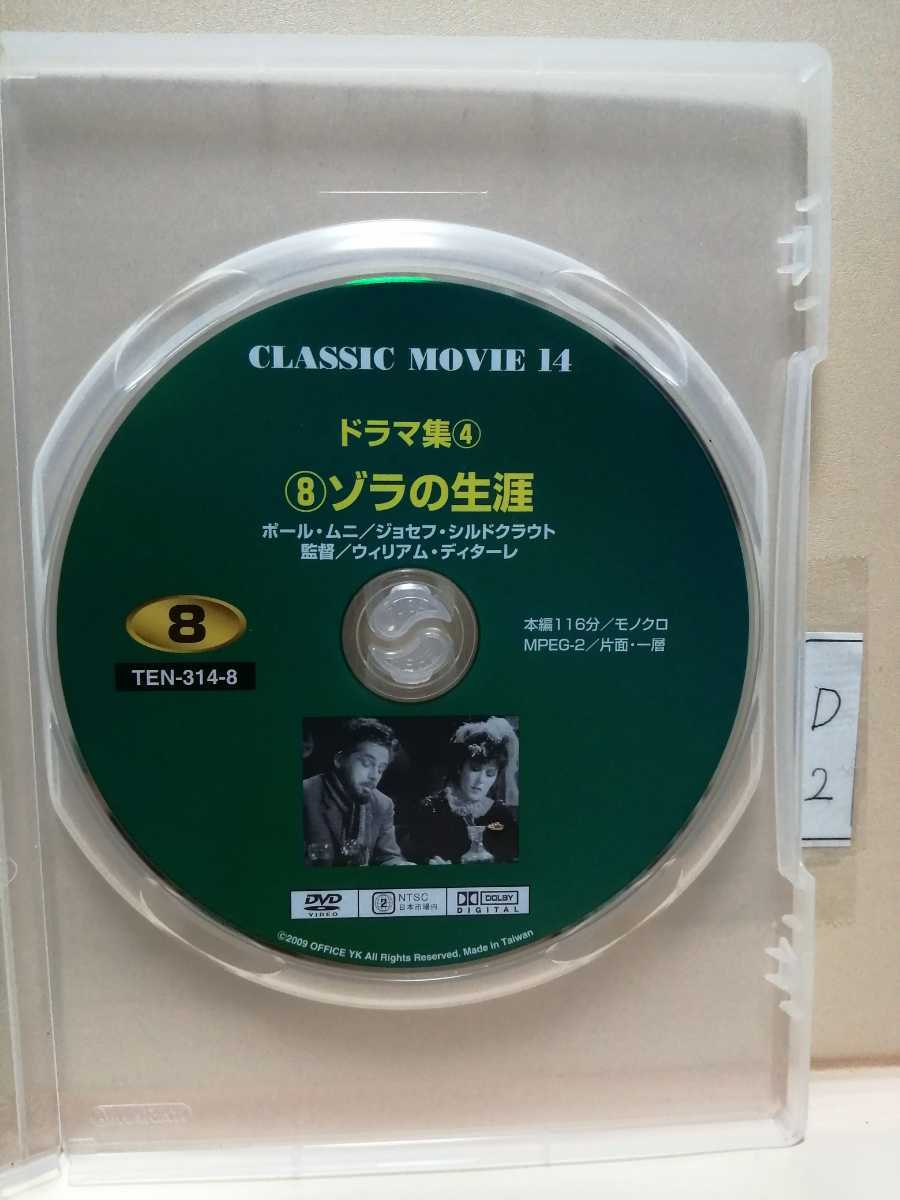 CLASSIC MOVIE 14
ドラマ集④
⑧ゾラの生涯
ポール・ムニ／ジョセフ・シルドクラウト
監督／ウィリアム・ディターレ
8
TEN-314-8
本編116分／モノクロ
MPEG-2／片面・一層
D
2
DVD
VIDEO
2
NTSC
日本市場向
DOLBY
DIGITAL
©2009 OFFICE YK All Rights Reserved. Made in Taiwan